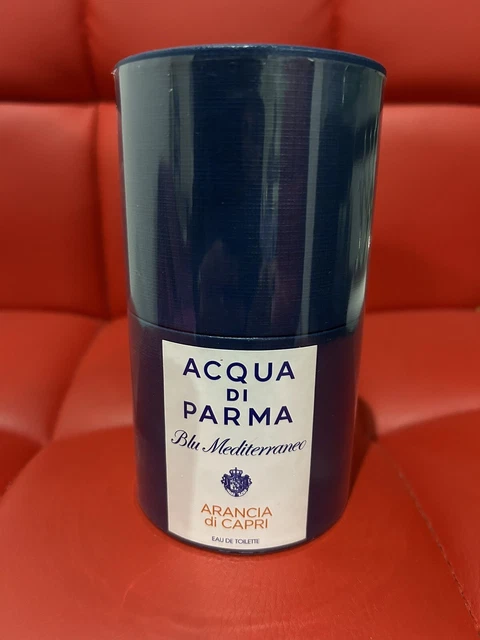 ACQUA
DI
PARMA
Blu Mediterraneo
ARANCIA
di CAPRI
EAU DE TOILETTE